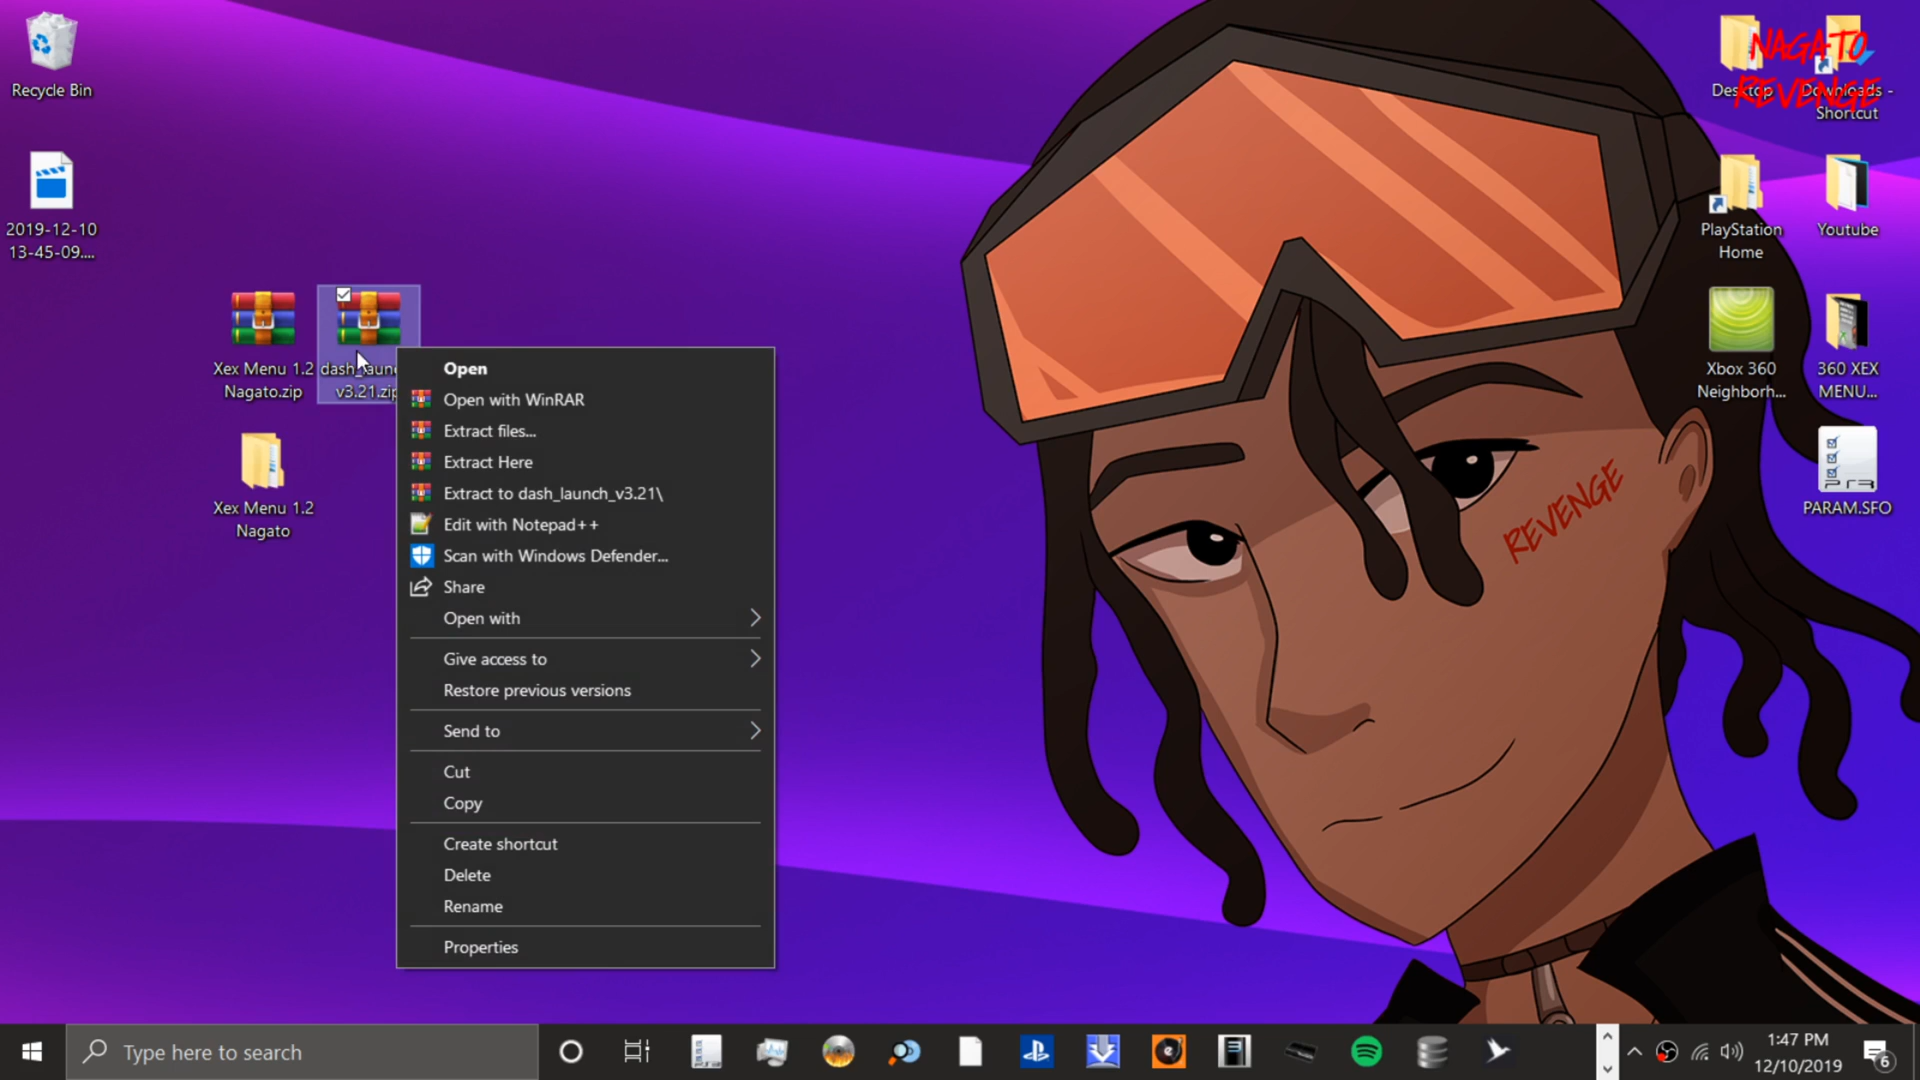 Recycle Bin
2019-12-10
13-45-09....
Xex Menu 1.2
Nagato.zip
v3.21.zip
Xex Menu 1.2
Nagato
Open
Open with WinRAR
Extract files...
Extract Here
Extract to dash_launch_v3.21\
Edit with Notepad++
Scan with Windows Defender...
Share
Open with
Give access to
Restore previous versions
Send to
Cut
Copy
Create shortcut
Delete
Rename
Properties
NAGATO
REVENGE
Desktop
Downloads -
Shortcut
PlayStation
Home
Youtube
Xbox 360
Neighborh...
360 XEX
MENU...
PARAM.SFO
REVENGE
Type here to search
1:47 PM
12/10/2019
6